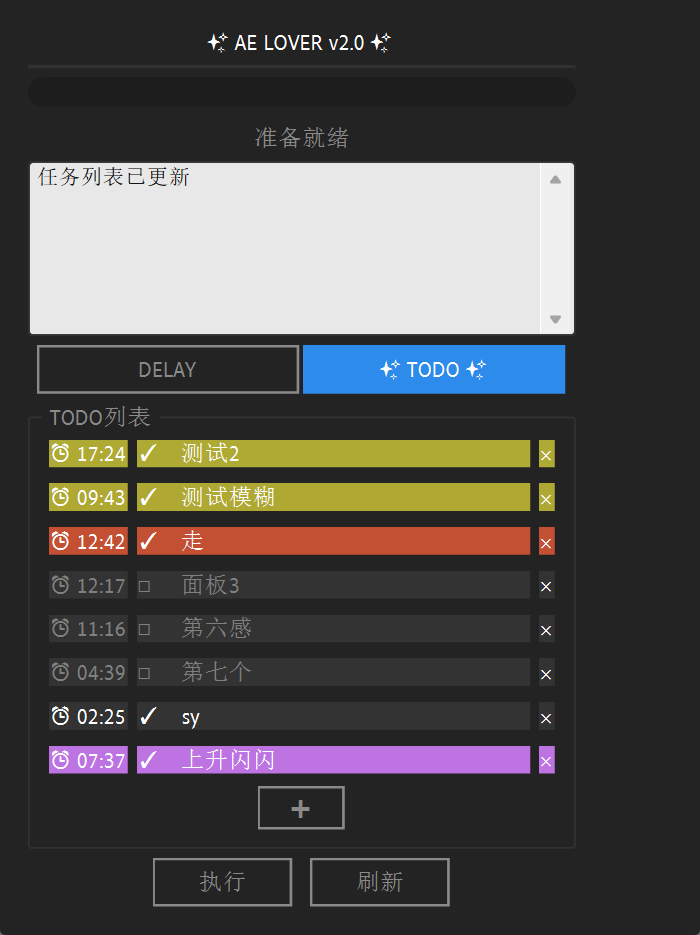 ✨ AE LOVER v2.0 ✨
准备就绪
任务列表已更新
DELAY
✨ TODO ✨
TODO列表
⏰ 17:24 ✓ 测试2 ×
⏰ 09:43 ✓ 测试模糊 ×
⏰ 12:42 ✓ 走 ×
⏰ 12:17 □ 面板3 ×
⏰ 11:16 □ 第六感 ×
⏰ 04:39 □ 第七个 ×
⏰ 02:25 ✓ sy ×
⏰ 07:37 ✓ 上升闪闪 ×
+
执行
刷新